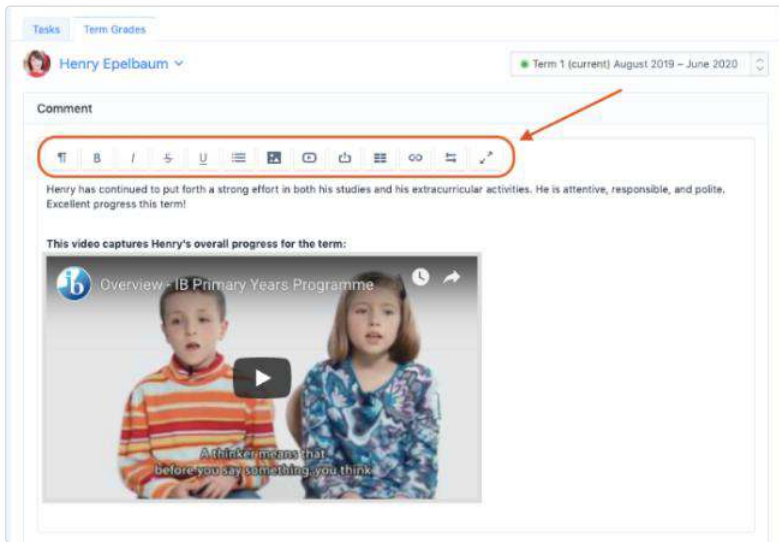 Tasks Term Grades
Henry Epelbaum
Term 1 (current) August 2019 – June 2020
Comment
¶ B I S U
Henry has continued to put forth a strong effort in both his studies and his extracurricular activities. He is attentive, responsible, and polite.
Excellent progress this term!
This video captures Henry's overall progress for the term:
ib Overview - IB Primary Years Programme
A thinker means that
before you say something, you think